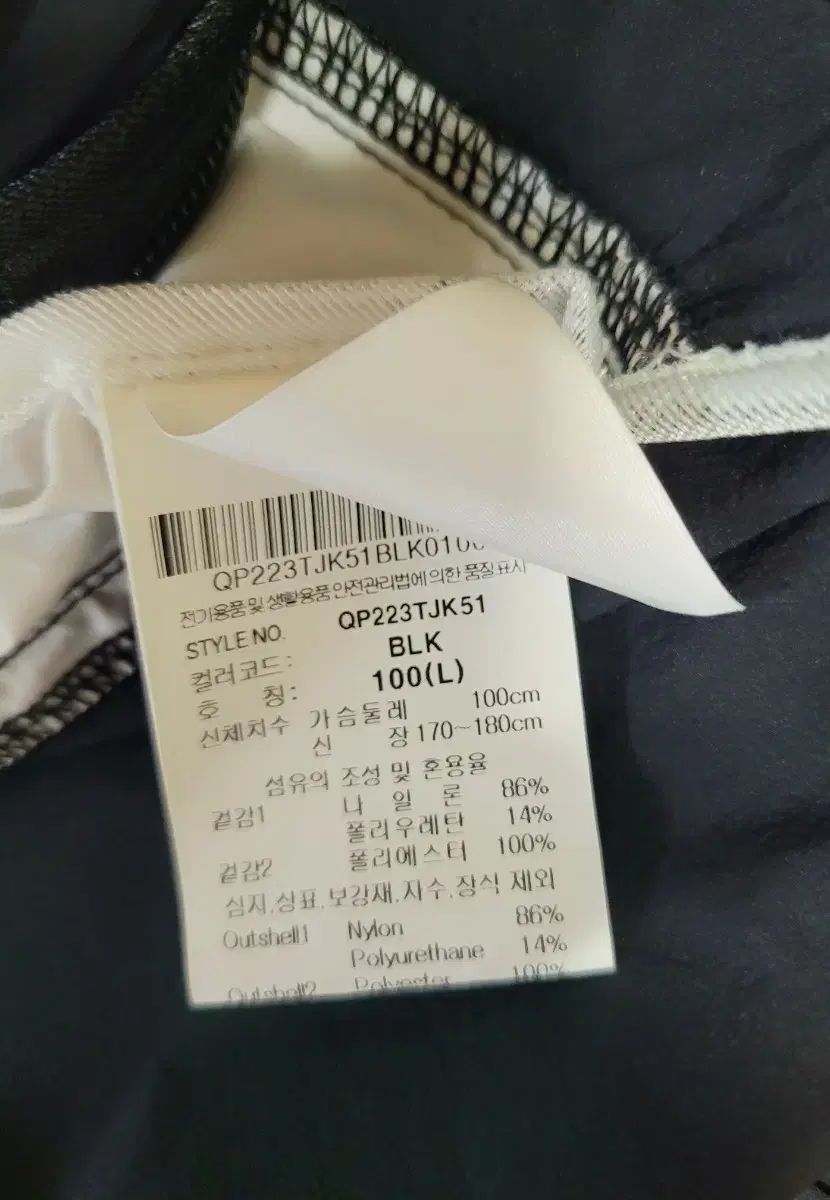 QP223TJK51BLK010
전기용품 및 생활용품 안전관리법에 의한 품질표시
STYLE NO. QP223TJK51
컬러코드: BLK
호 칭: 100(L)
신체치수 가슴둘레 100cm
신 장 170~180cm
섬유의 조성 및 혼용율
겉감1 나 일 론 86%
폴리우레탄 14%
겉감2 폴리에스터 100%
심지,상표,보강재,자수,장식 제외
Outshell1 Nylon 86%
Polyurethane 14%
Outshell2 Polyester 100%